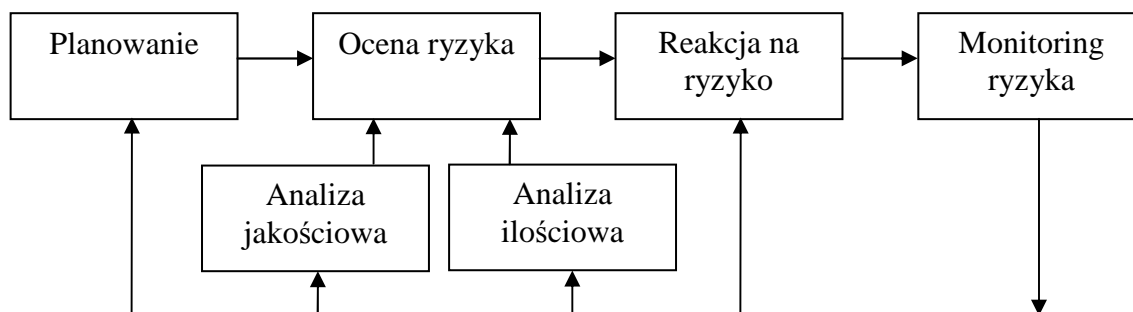 Planowanie
Ocena ryzyka
Reakcja na
ryzyko
Monitoring
ryzyka
Analiza
jakościowa
Analiza
ilościowa